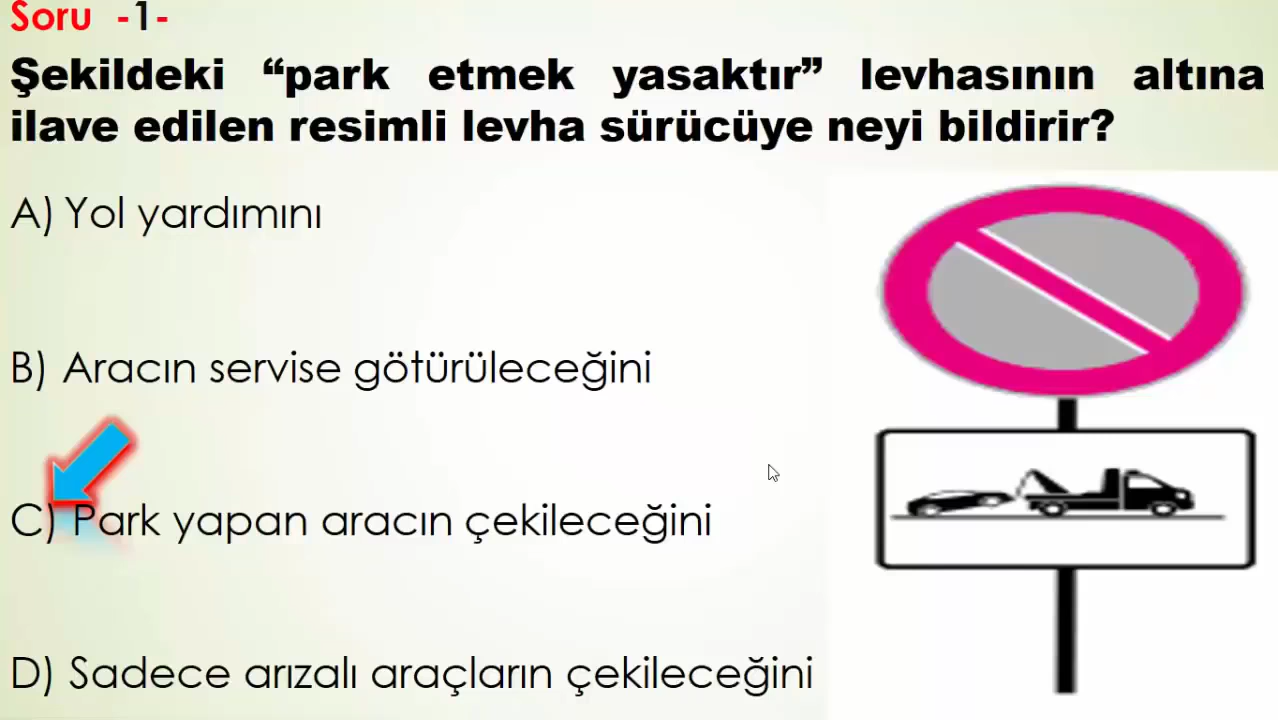 Soru -1-
Şekildeki “park etmek yasaktır” levhasının altına
ilave edilen resimli levha sürücüye neyi bildirir?
A) Yol yardımını
B) Aracın servise götürüleceğini
C) Park yapan aracın çekileceğini
D) Sadece arızalı araçların çekileceğini